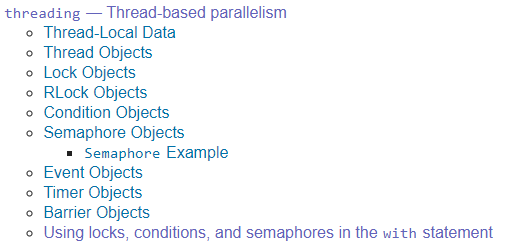 threading — Thread-based parallelism
Thread-Local Data
Thread Objects
Lock Objects
RLock Objects
Condition Objects
Semaphore Objects
Semaphore Example
Event Objects
Timer Objects
Barrier Objects
Using locks, conditions, and semaphores in the with statement